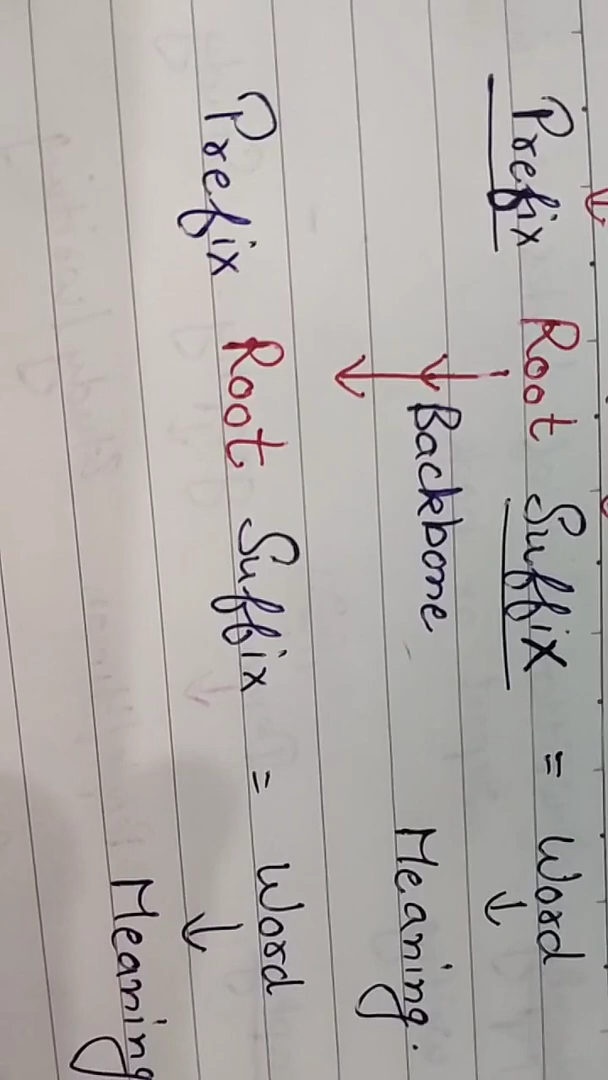 Prefix Root Suffix = Word
↓ ↓
Backbone Meaning.
↓
Prefix Root Suffix = Word
↓
Meaning